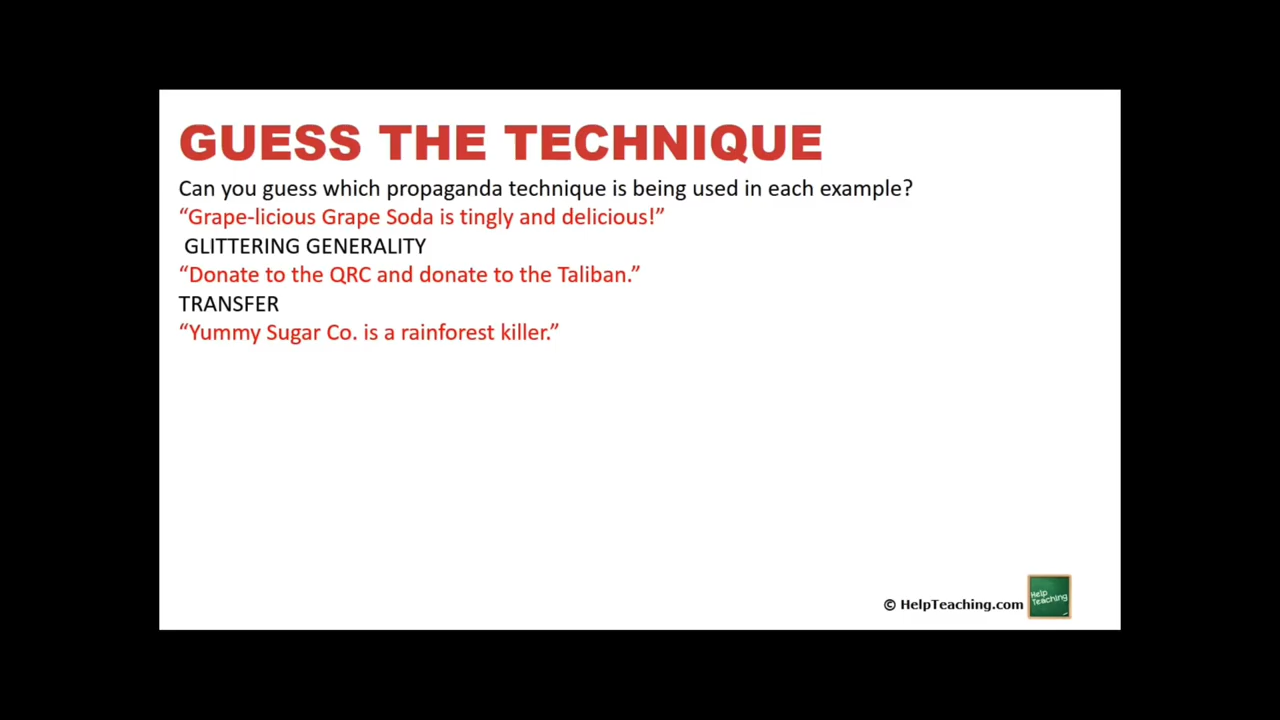 GUESS THE TECHNIQUE
Can you guess which propaganda technique is being used in each example?
“Grape-licious Grape Soda is tingly and delicious!”
GLITTERING GENERALITY
“Donate to the QRC and donate to the Taliban.”
TRANSFER
“Yummy Sugar Co. is a rainforest killer.”
© HelpTeaching.com
Help
Teaching